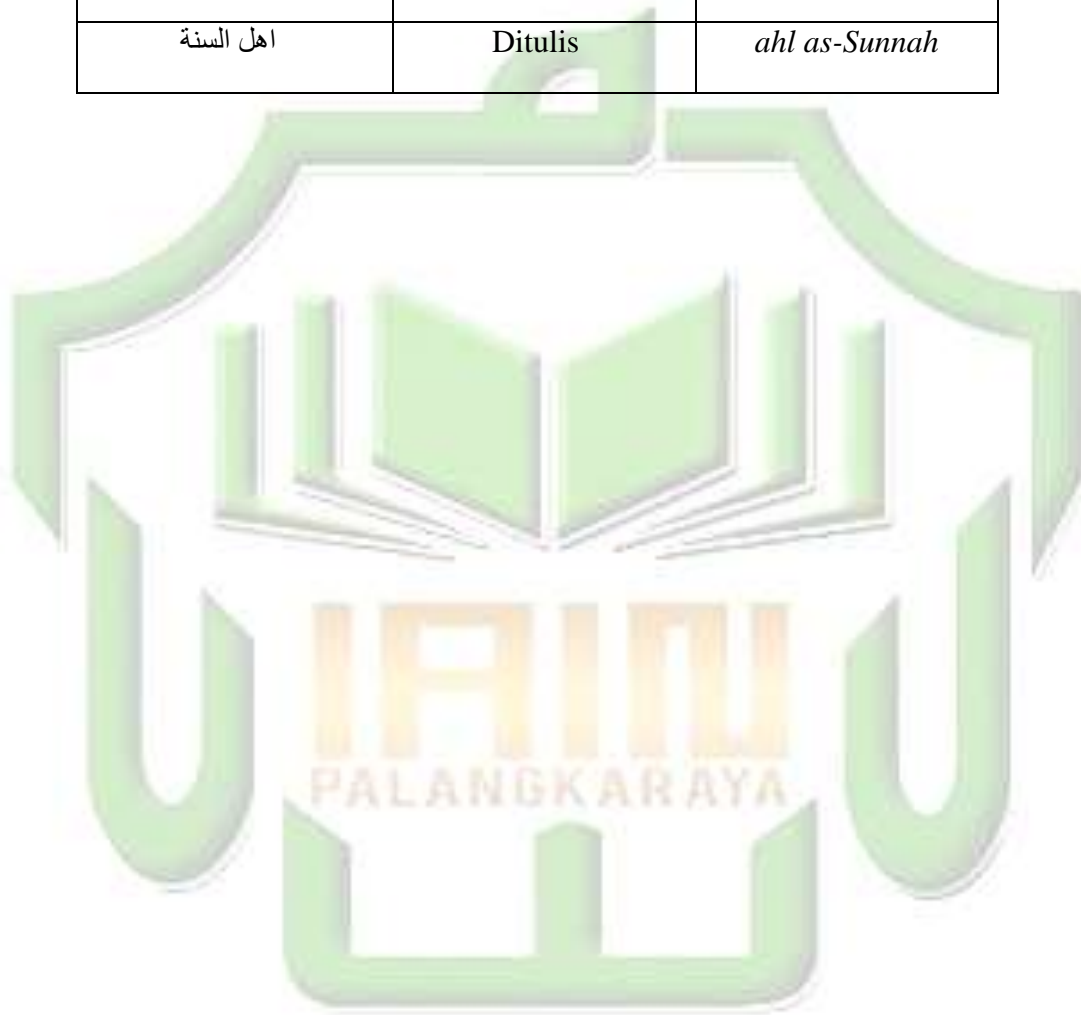 اهل السنة Ditulis ahl as-Sunnah
IAIN
PALANGKARAYA